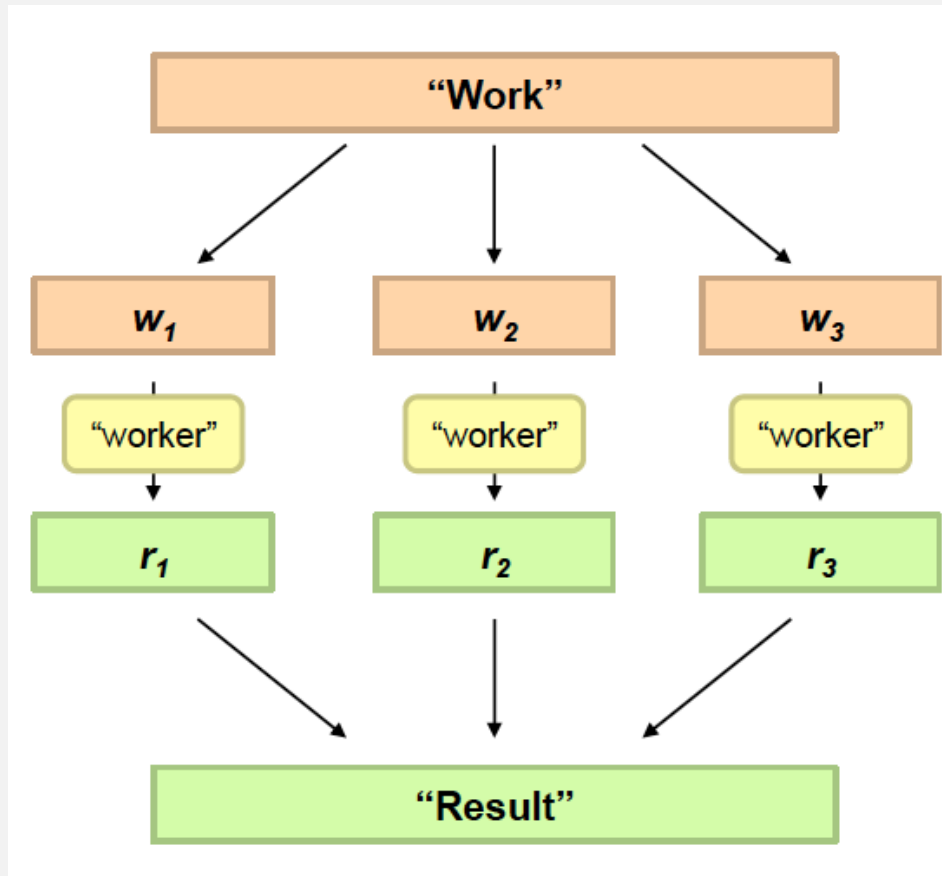 “Work”
w₁ w₂ w₃
“worker” “worker” “worker”
r₁ r₂ r₃
“Result”